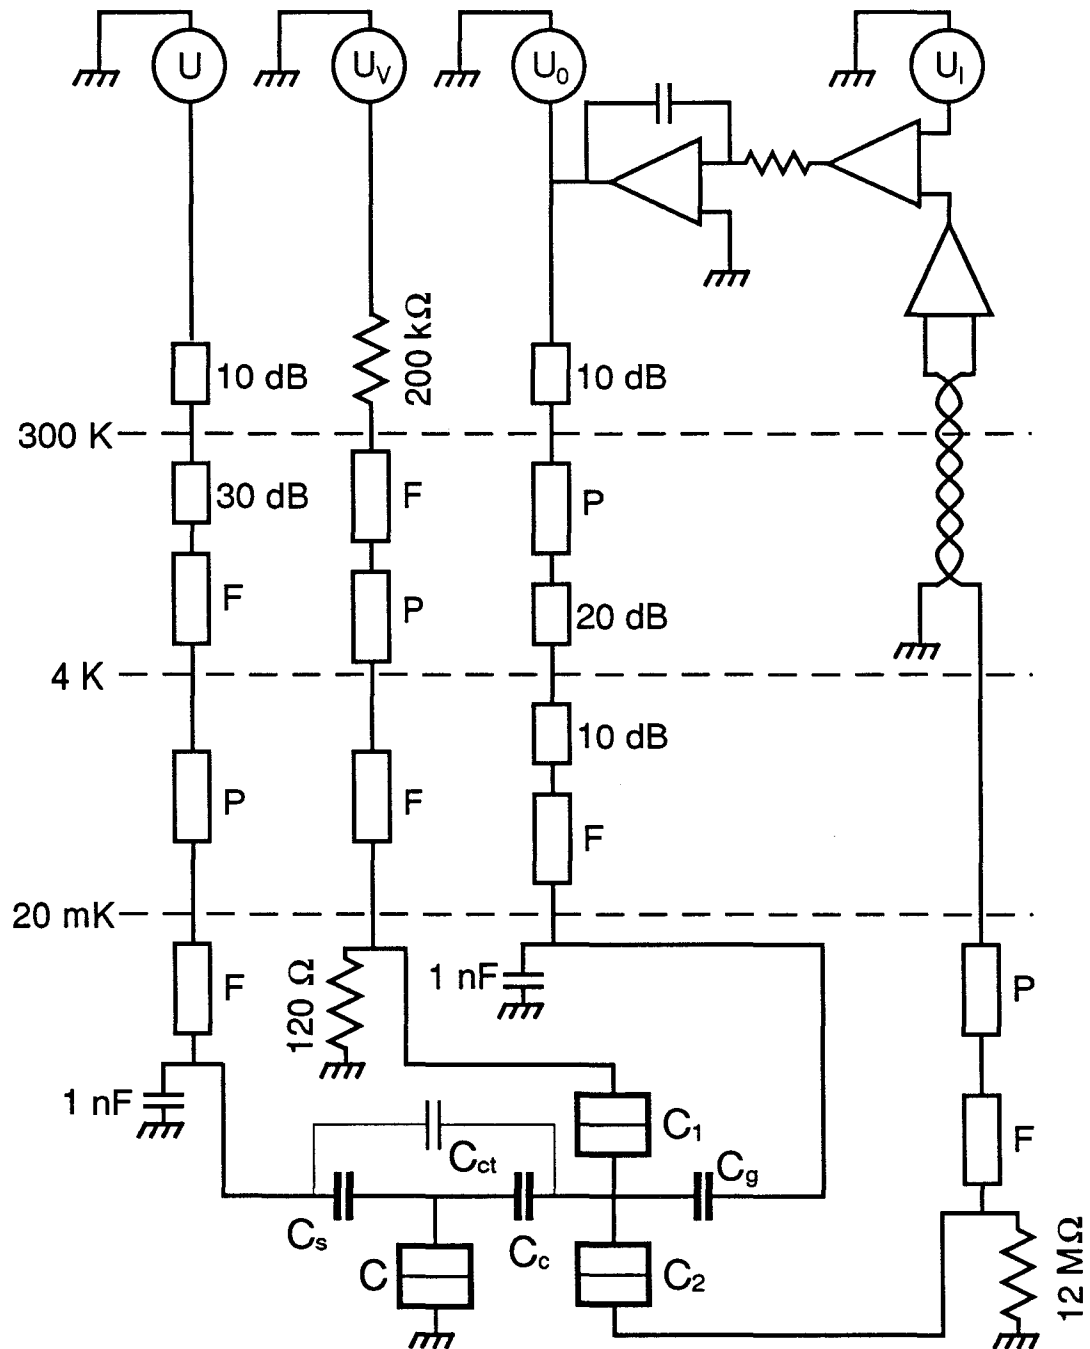 U U_V U_0 U_I
200 kΩ
10 dB 10 dB
300 K
30 dB F P
F P 20 dB
4 K
10 dB
P F F
20 mK
F 120 Ω 1 nF P
1 nF C_1 F
C_ct C_g
C_s C_c
C C_2 12 MΩ